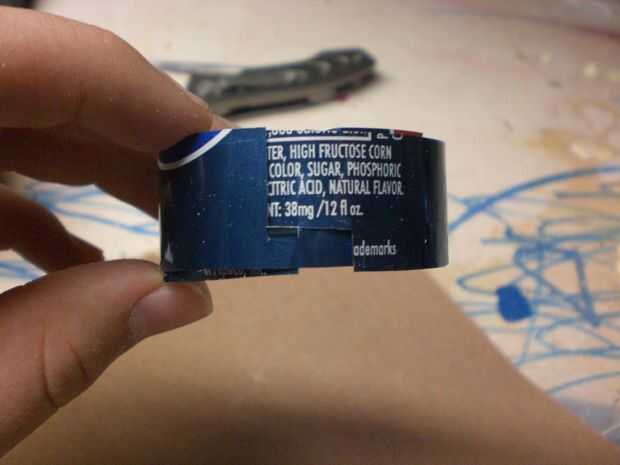 TER, HIGH FRUCTOSE CORN
COLOR, SUGAR, PHOSPHORIC
CITRIC ACID, NATURAL FLAVOR.
NT: 38mg/12 fl oz.
ademarks